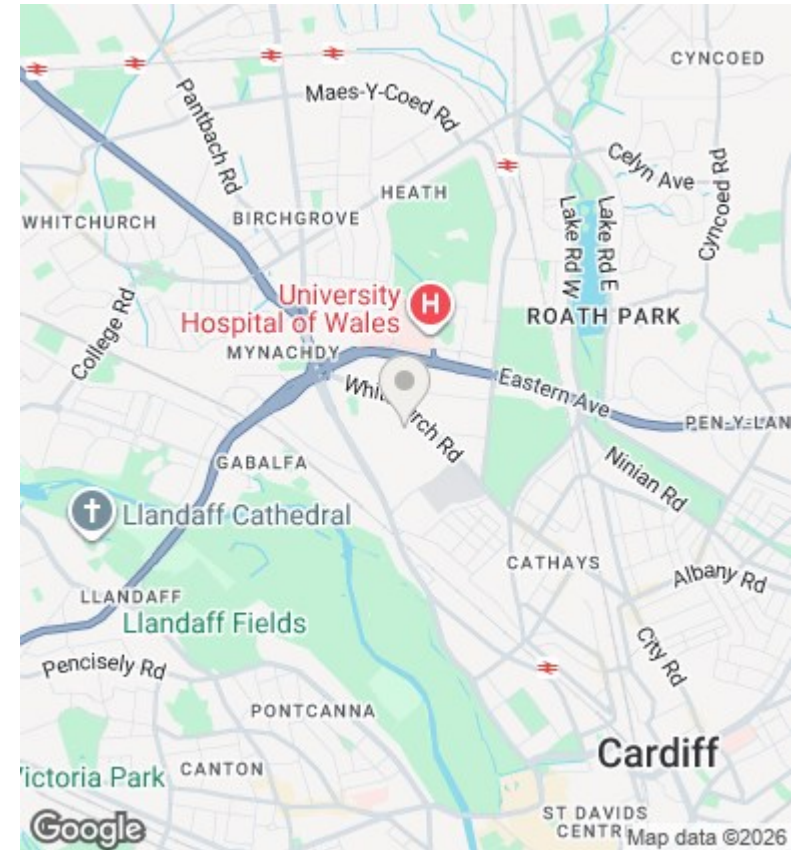 CYNCOED
Maes-Y-Coed Rd
Pantbach Rd
Celyn Ave
Cyncoed Rd
HEATH
WHITCHURCH
BIRCHGROVE
Lake Rd W
Lake Rd E
University
Hospital of Wales
H
ROATH PARK
College Rd
MYNACHDY
Eastern Ave
PEN-Y-LAN
GABALFA
Ninian Rd
Llandaff Cathedral
CATHAYS
Albany Rd
LLANDAFF
Llandaff Fields
City Rd
Pencisely Rd
PONTCANNA
Cardiff
Victoria Park
CANTON
ST DAVIDS
Google
Map data ©2026